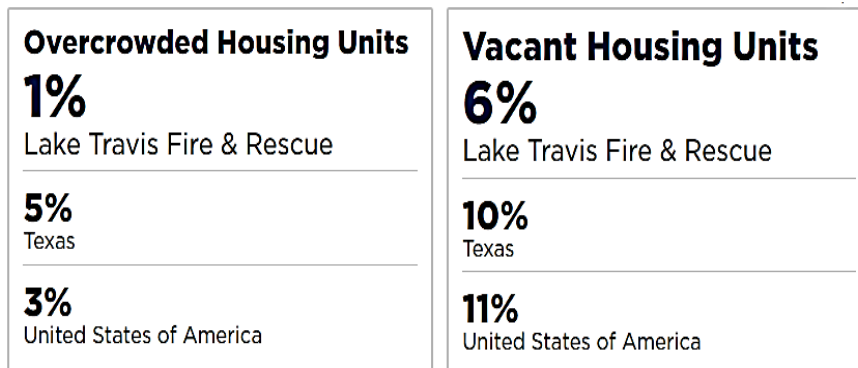 Overcrowded Housing Units
1%
Lake Travis Fire & Rescue
5%
Texas
3%
United States of America
Vacant Housing Units
6%
Lake Travis Fire & Rescue
10%
Texas
11%
United States of America